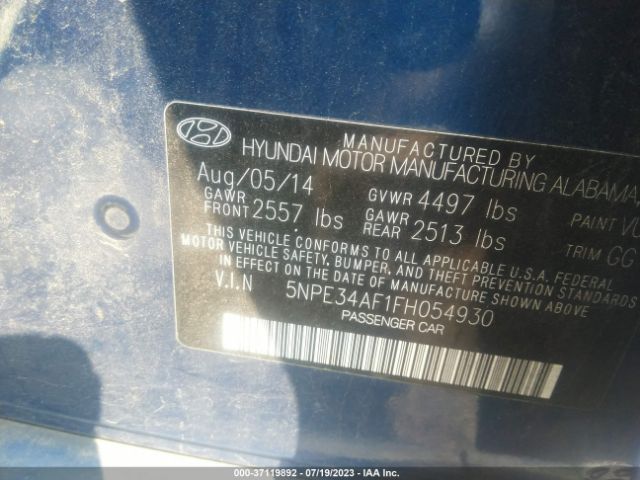 MANUFACTURED BY
HYUNDAI MOTOR MANUFACTURING ALABAMA,
Aug/05/14 GVWR 4497 lbs PAINT
GAWR FRONT 2557 lbs GAWR REAR 2513 lbs TRIM GG
THIS VEHICLE CONFORMS TO ALL APPLICABLE U.S.A. FEDERAL
MOTOR VEHICLE SAFETY, BUMPER, AND THEFT PREVENTION STANDARDS
IN EFFECT ON THE DATE OF MANUFACTURE SHOWN ABOVE.
V.I.N 5NPE34AF1FH054930
PASSENGER CAR
000-37119892 - 07/19/2023 - IAA Inc.